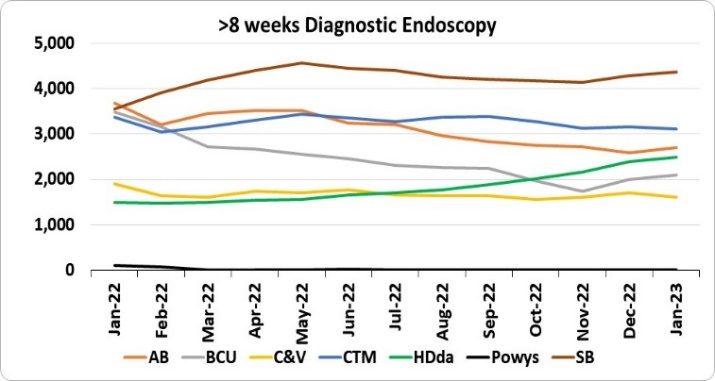 >8 weeks Diagnostic Endoscopy
5,000
4,000
3,000
2,000
1,000
0
Jan-22
Feb-22
Mar-22
Apr-22
May-22
Jun-22
Jul-22
Aug-22
Sep-22
Oct-22
Nov-22
Dec-22
Jan-23
AB BCU C&V CTM HDda Powys SB